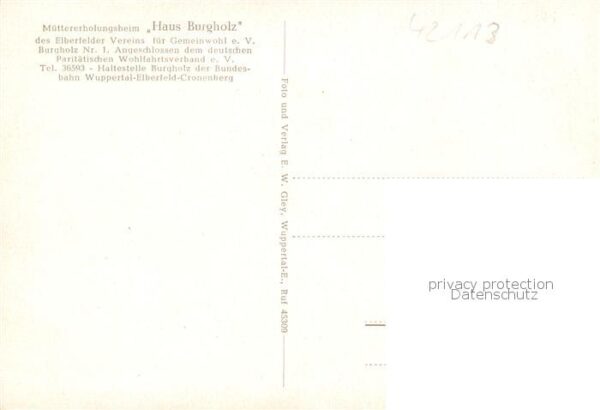 Müttererholungsheim „Haus Burgholz"
des Elberfelder Vereins für Gemeinwohl e. V.
Burgholz Nr. 1. Angeschlossen dem deutschen
Paritätischen Wohlfahrtsverband e. V.
Tel. 36593 - Haltestelle Burgholz der Bundes-
bahn Wuppertal-Elberfeld-Cronenberg
42113
Foto und Verlag E. W. Gley, Wuppertal-E., Ruf 45309
privacy protection
Datenschutz